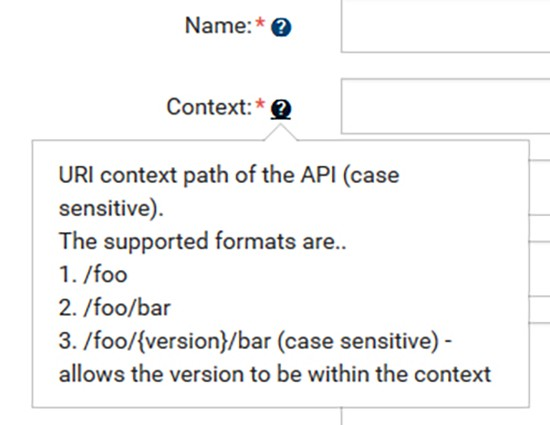 Name:* ?
Context:* ?
URI context path of the API (case
sensitive).
The supported formats are..
1. /foo
2. /foo/bar
3. /foo/{version}/bar (case sensitive) -
allows the version to be within the context